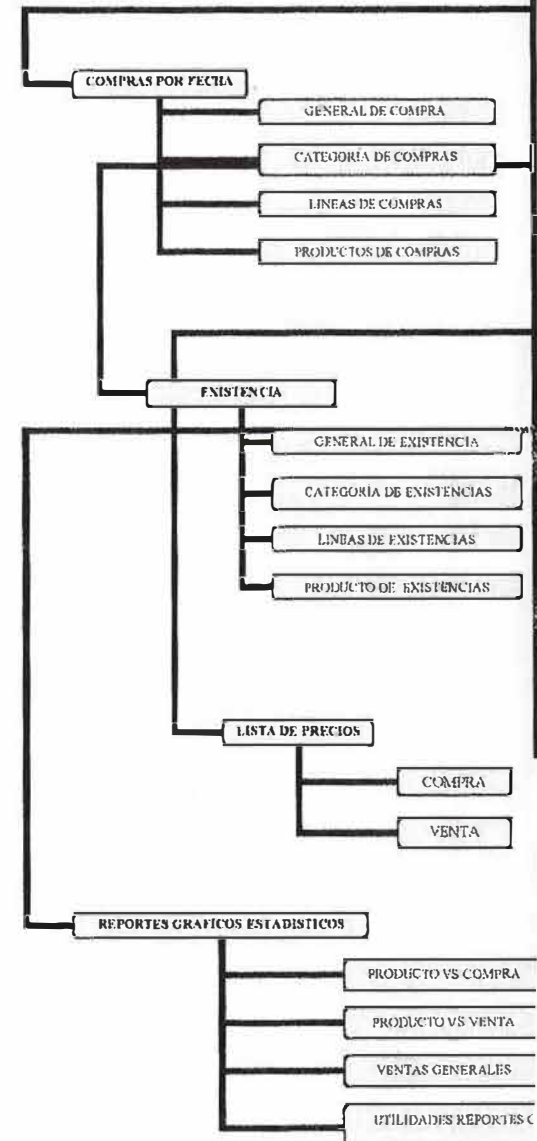 COMPRAS POR FECHA
GENERAL DE COMPRA
CATEGORÍA DE COMPRAS
LINEAS DE COMPRAS
PRODUCTOS DE COMPRAS
EXISTENCIA
GENERAL DE EXISTENCIA
CATEGORÍA DE EXISTENCIAS
LINEAS DE EXISTENCIAS
PRODUCTO DE EXISTENCIAS
LISTA DE PRECIOS
COMPRA
VENTA
REPORTES GRAFICOS ESTADISTICOS
PRODUCTO VS COMPRA
PRODUCTO VS VENTA
VENTAS GENERALES
UTILIDADES REPORTES